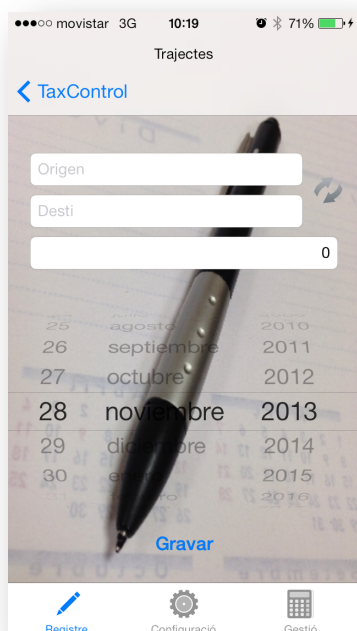 movistar 3G 10:19 71%
Trajectes
TaxControl
Origen
Desti
0
25 agosto 2010
26 septiembre 2011
27 octubre 2012
28 noviembre 2013
29 diciembre 2014
30 enero 2015
2016
Gravar
Registre Configuració Gestió